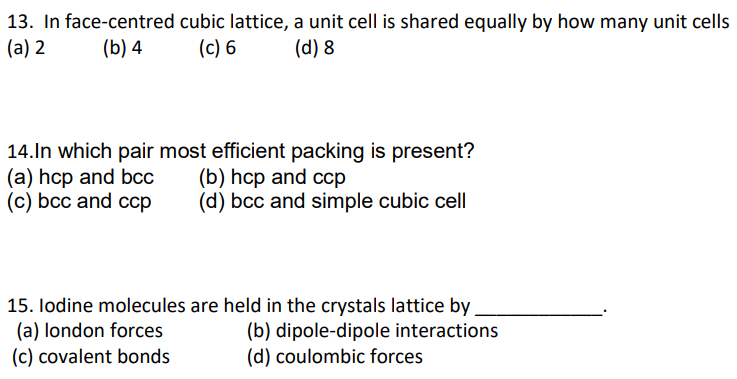 13. In face-centred cubic lattice, a unit cell is shared equally by how many unit cells
(a) 2 (b) 4 (c) 6 (d) 8
14.In which pair most efficient packing is present?
(a) hcp and bcc (b) hcp and ccp
(c) bcc and ccp (d) bcc and simple cubic cell
15. Iodine molecules are held in the crystals lattice by ____________.
(a) london forces (b) dipole-dipole interactions
(c) covalent bonds (d) coulombic forces